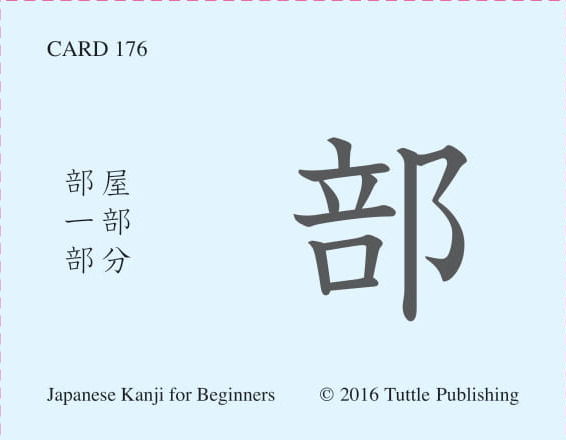 CARD 176
部屋
一部
部分
部
Japanese Kanji for Beginners © 2016 Tuttle Publishing